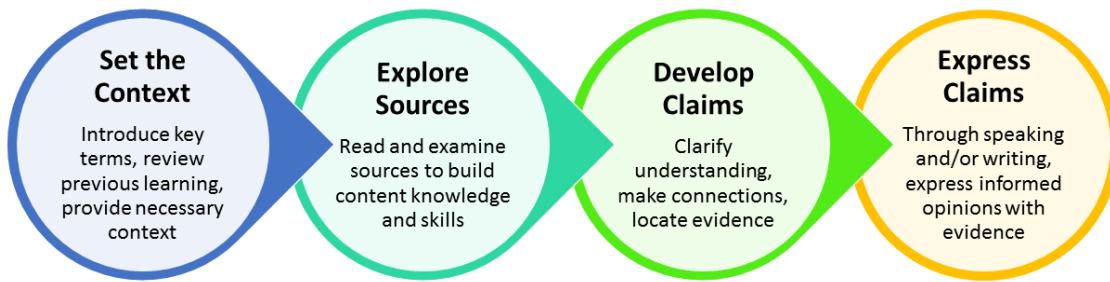 Set the
Context
Introduce key
terms, review
previous learning,
provide necessary
context
Explore
Sources
Read and examine
sources to build
content knowledge
and skills
Develop
Claims
Clarify
understanding,
make connections,
locate evidence
Express
Claims
Through speaking
and/or writing,
express informed
opinions with
evidence